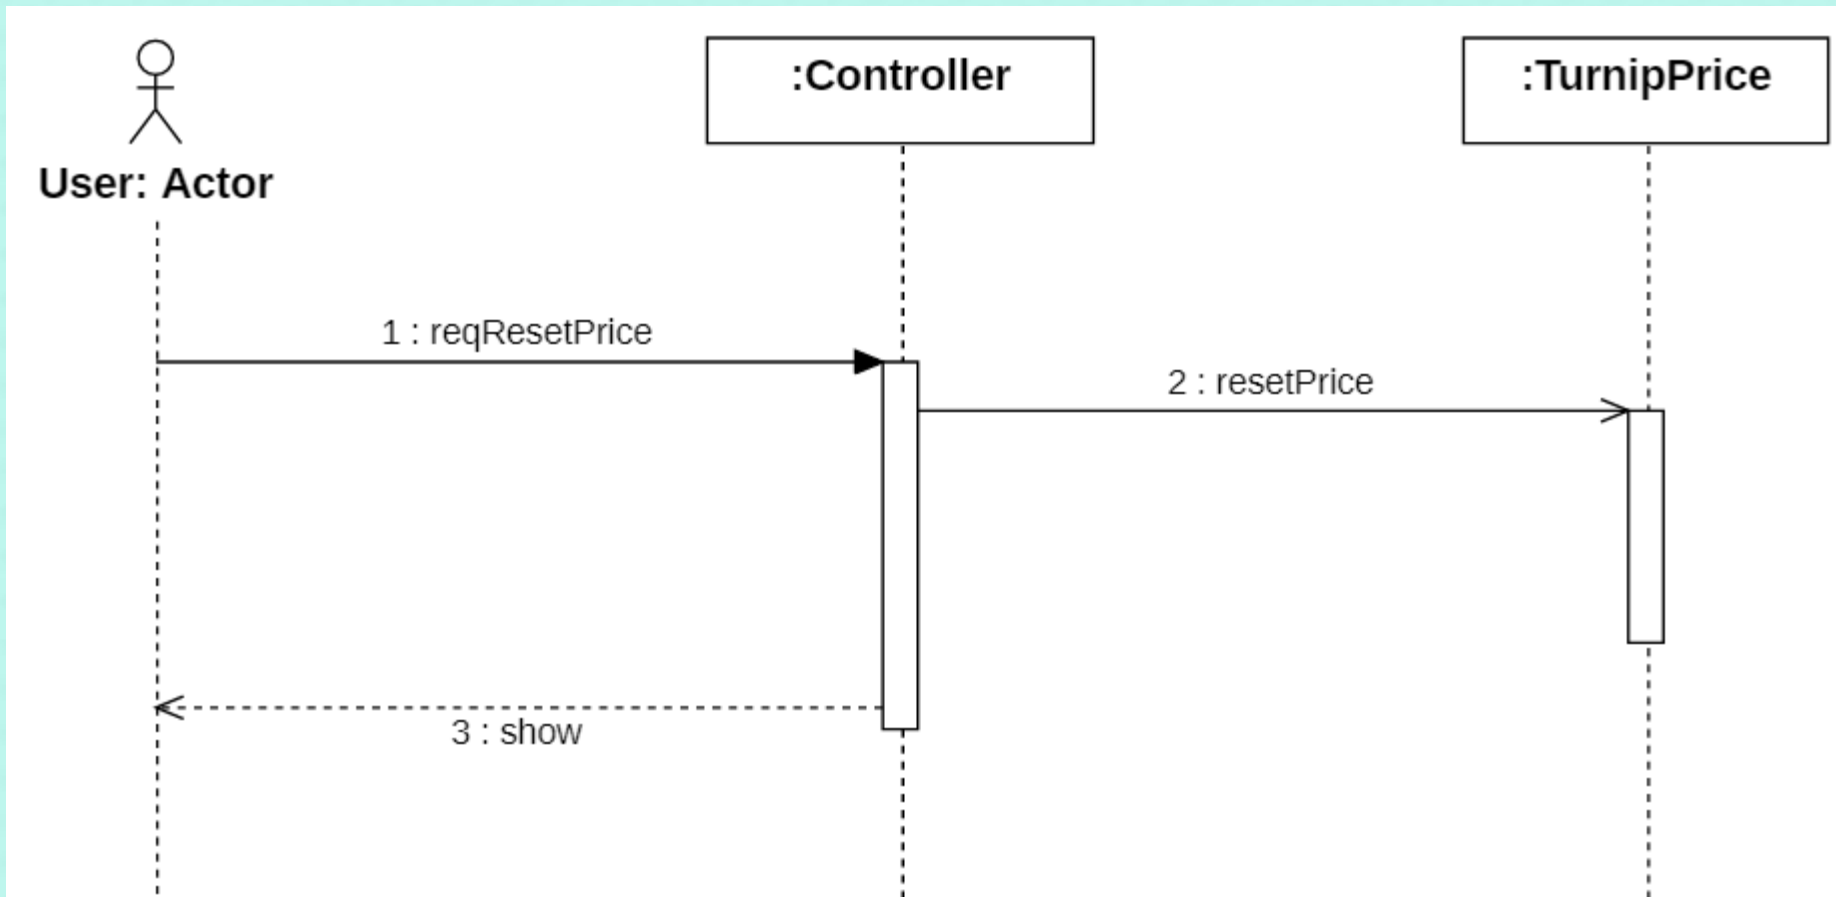 :Controller
:TurnipPrice
User: Actor
1 : reqResetPrice
2 : resetPrice
3 : show